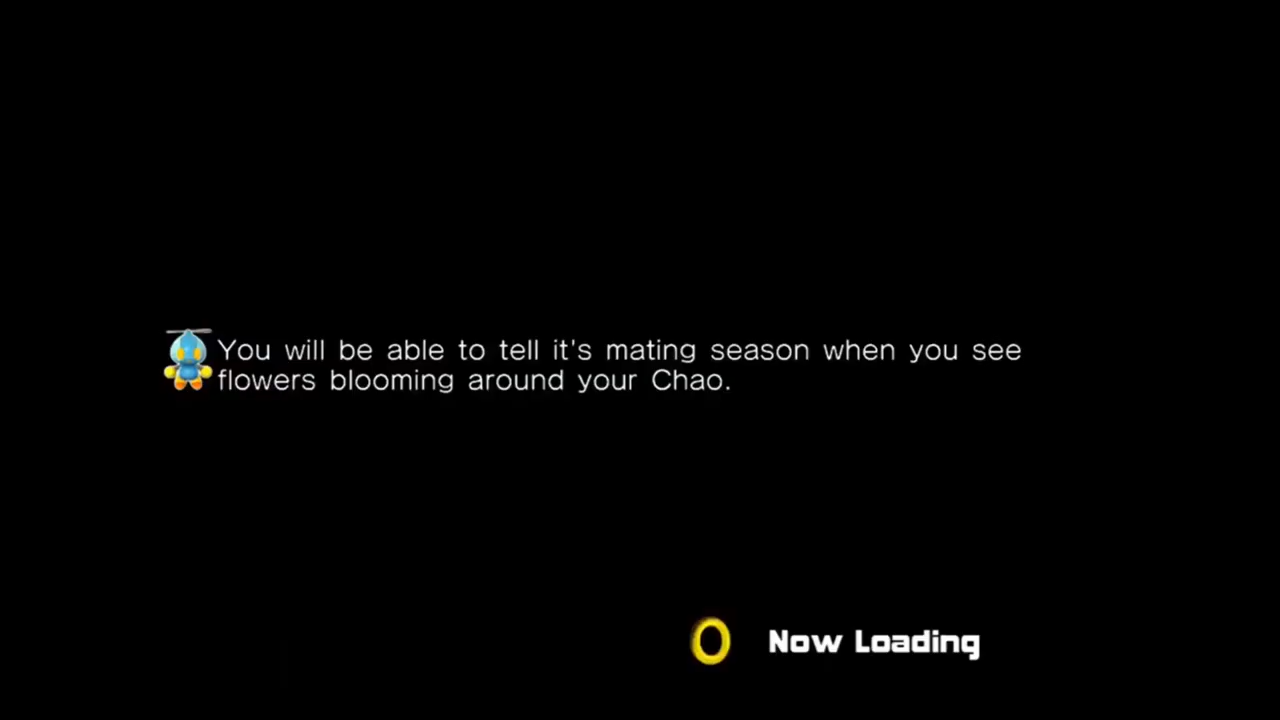 You will be able to tell it's mating season when you see
flowers blooming around your Chao.
Now Loading